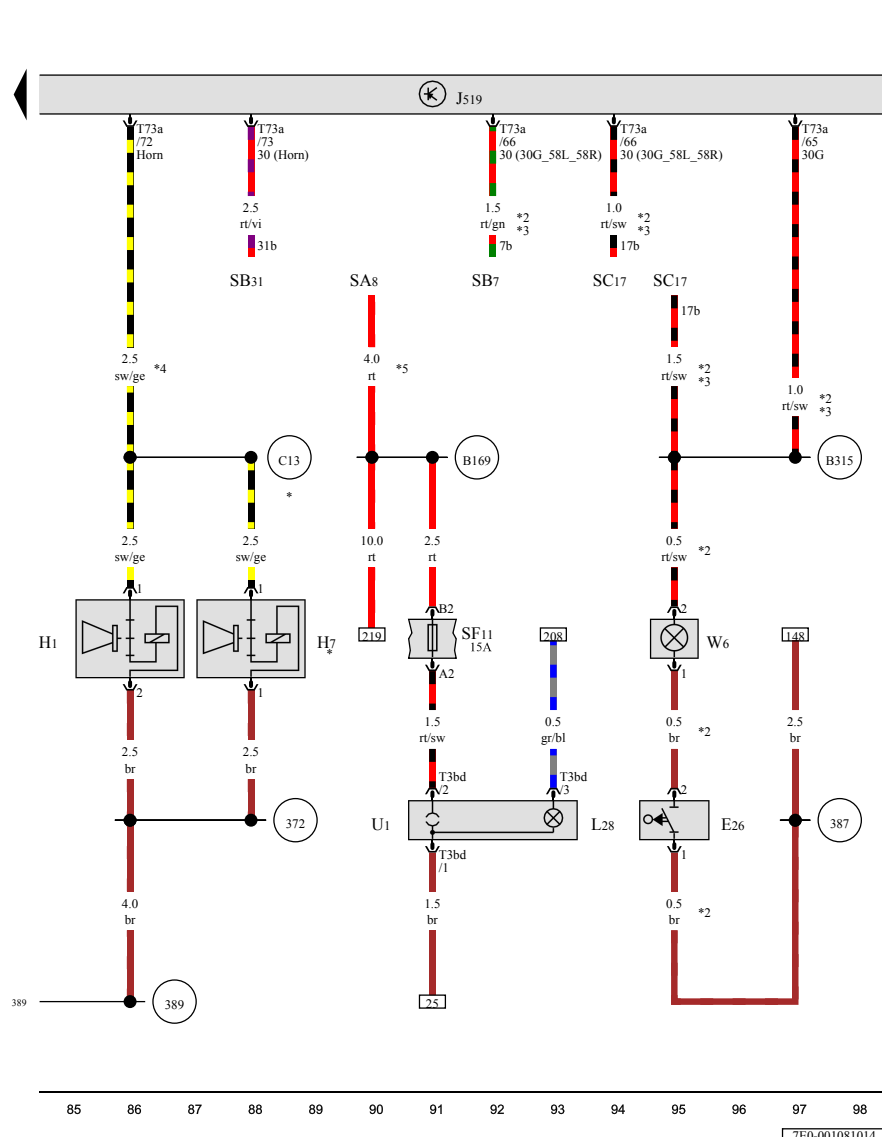 J519
T73a
/72
Horn
T73a
/73
30 (Horn)
T73a
/66
30 (30G_58L_58R)
T73a
/66
30 (30G_58L_58R)
T73a
/65
30G
2.5
rt/vi
1.5
rt/gn
*2
*3
1.0
rt/sw
*2
*3
31b
7b
17b
SB31
SA8
SB7
SC17
SC17
17b
2.5
sw/ge
*4
4.0
rt
*5
1.5
rt/sw
*2
*3
1.0
rt/sw
*2
*3
C13
B169
B315
*
2.5
sw/ge
2.5
sw/ge
10.0
rt
2.5
rt
0.5
rt/sw
*2
1
1
B2
2
H1
H7
*
219
SF11
15A
208
W6
148
2
1
A2
1
2.5
br
2.5
br
1.5
rt/sw
0.5
gr/bl
0.5
br
*2
2.5
br
T3bd
/2
T3bd
/3
2
372
U1
L28
E26
387
T3bd
/1
1
4.0
br
1.5
br
0.5
br
*2
389
389
25
85 86 87 88 89 90 91 92 93 94 95 96 97 98
7E0-001081014